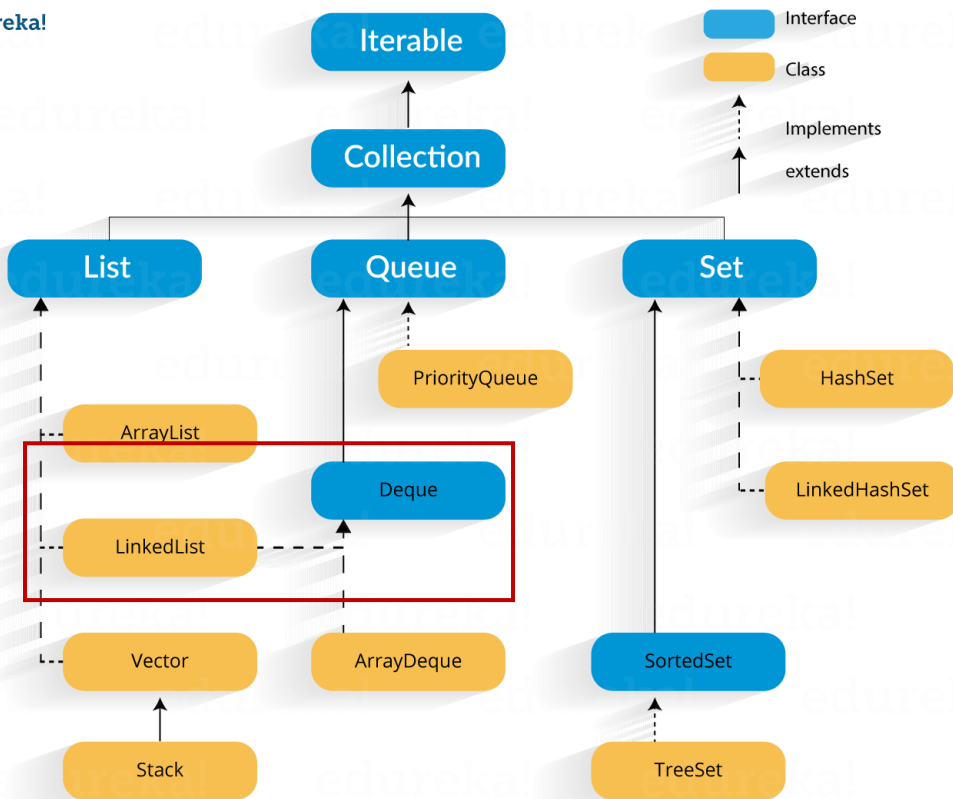 eka!
Iterable
Interface
Class
Implements
extends
Collection
List
Queue
Set
PriorityQueue
HashSet
ArrayList
Deque
LinkedHashSet
LinkedList
Vector
ArrayDeque
SortedSet
Stack
TreeSet